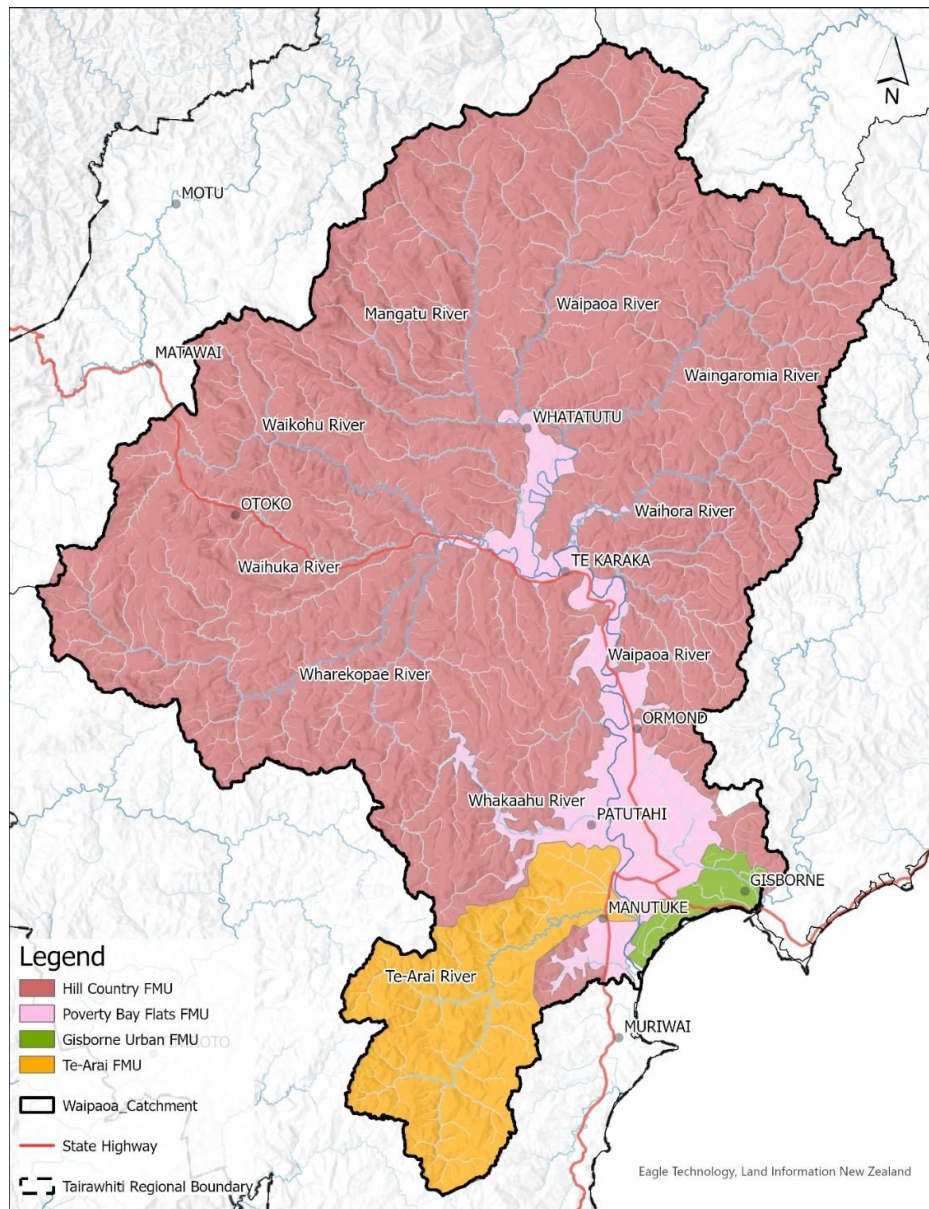 N
MOTU
Mangatu River
Waipaoa River
MATAWAI
Waingaromia River
WHATATUTU
Waikohu River
OTOKO
Waihora River
Waihuka River
TE KARAKA
Waipaoa River
Wharekopae River
ORMOND
Whakaahu River
PATUTAHI
GISBORNE
MANUTUKE
Te-Arai River
MURIWAI
Legend
Hill Country FMU
Poverty Bay Flats FMU
Gisborne Urban FMU
Te-Arai FMU
Waipaoa_Catchment
State Highway
Tairawhiti Regional Boundary
Eagle Technology, Land Information New Zealand